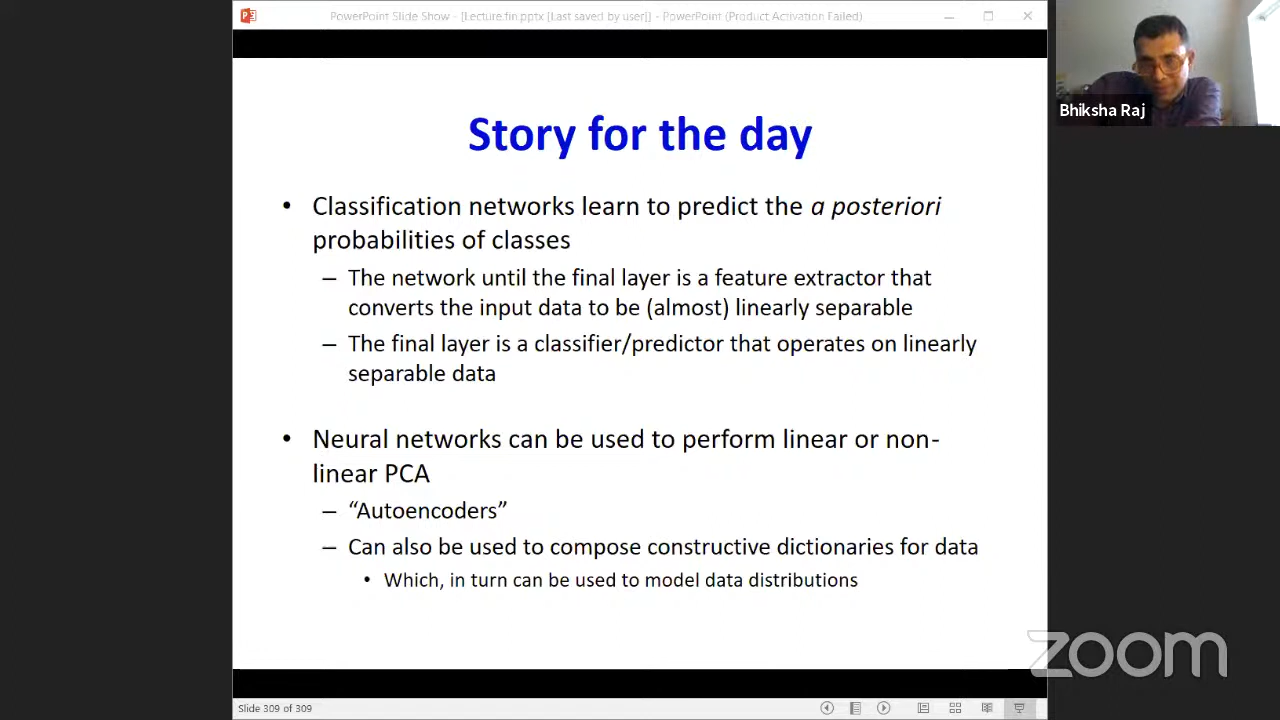 PowerPoint Slide Show - [Lecture.fin.pptx [Last saved by user]] - PowerPoint (Product Activation Failed)
Bhiksha Raj
Story for the day
• Classification networks learn to predict the a posteriori
probabilities of classes
– The network until the final layer is a feature extractor that
converts the input data to be (almost) linearly separable
– The final layer is a classifier/predictor that operates on linearly
separable data
• Neural networks can be used to perform linear or non-
linear PCA
– “Autoencoders”
– Can also be used to compose constructive dictionaries for data
• Which, in turn can be used to model data distributions
zoom
Slide 309 of 309